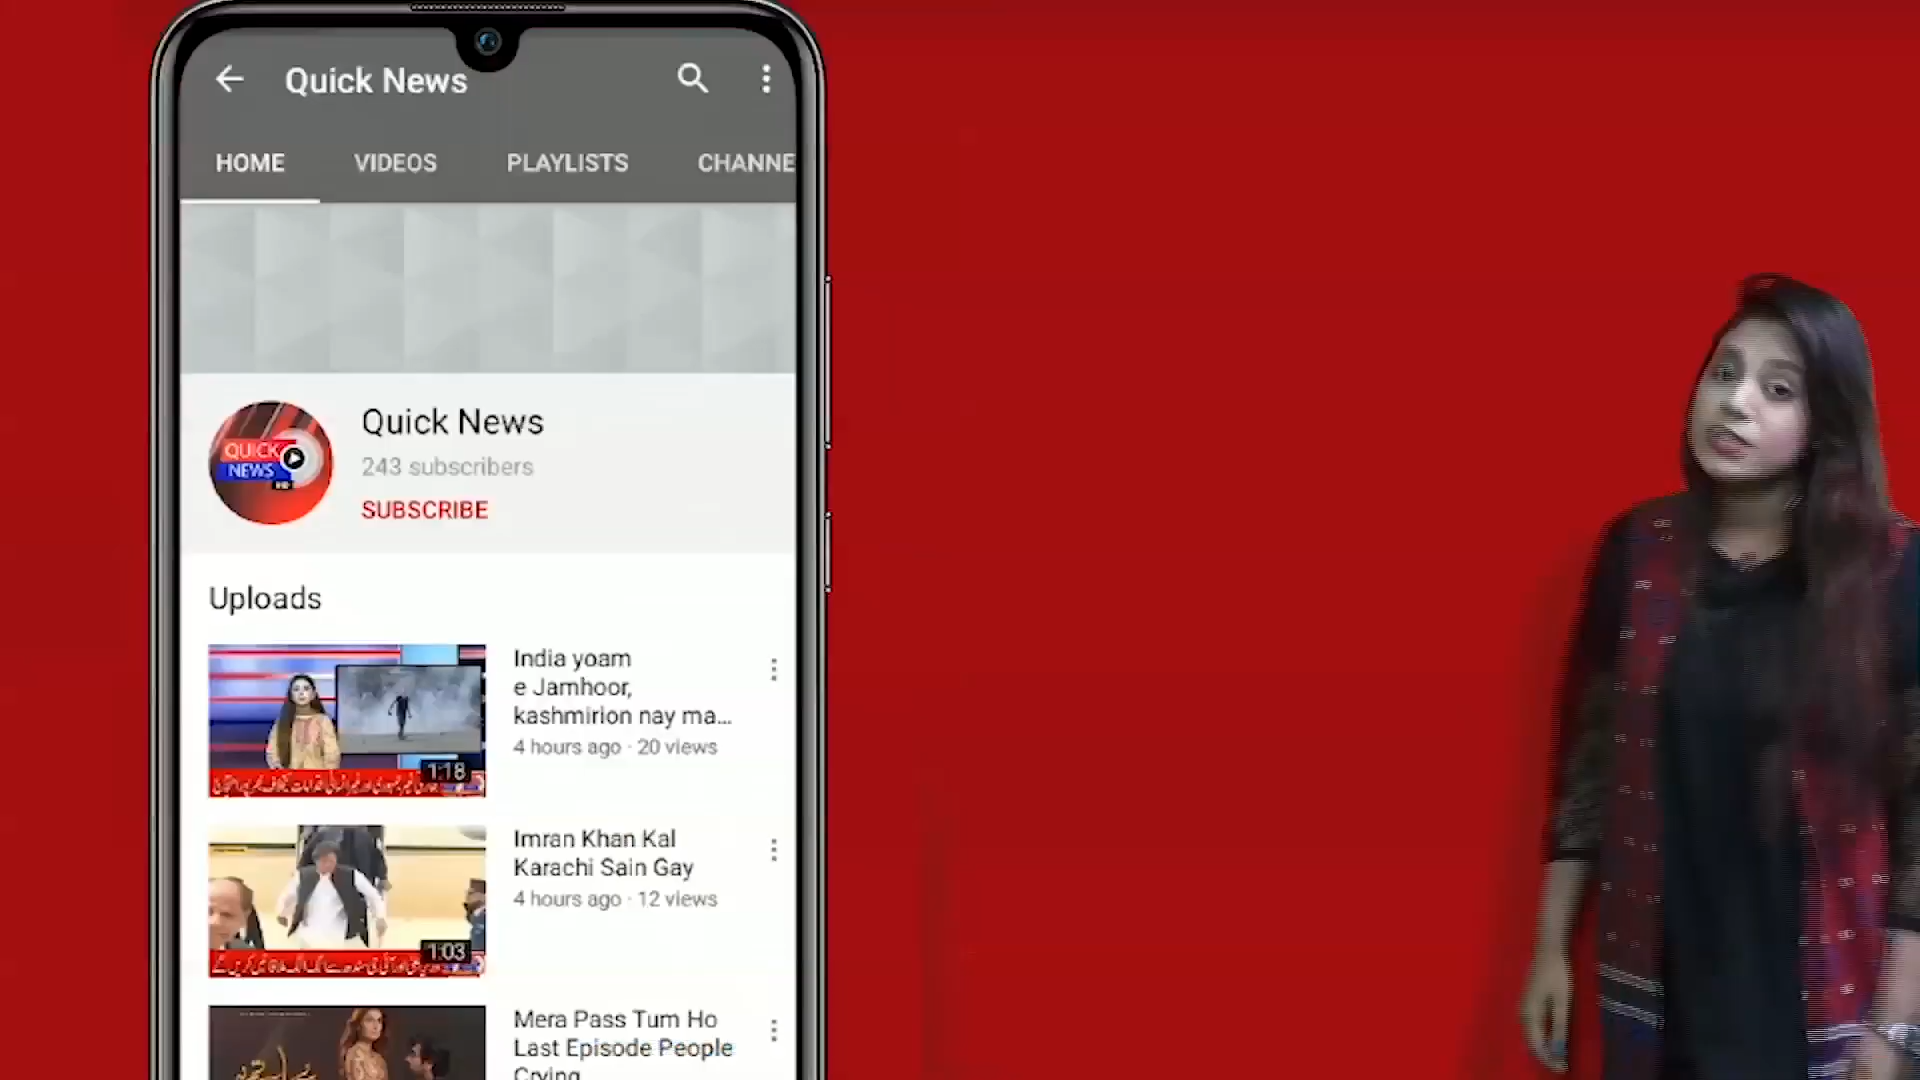 Quick News
HOME VIDEOS PLAYLISTS CHANNE
QUICK
NEWS
HD
Quick News
243 subscribers
SUBSCRIBE
Uploads
India yoam
e Jamhoor,
kashmirion nay ma...
4 hours ago · 20 views
1:18
Imran Khan Kal
Karachi Sain Gay
4 hours ago · 12 views
1:03
Mera Pass Tum Ho
Last Episode People
Crying